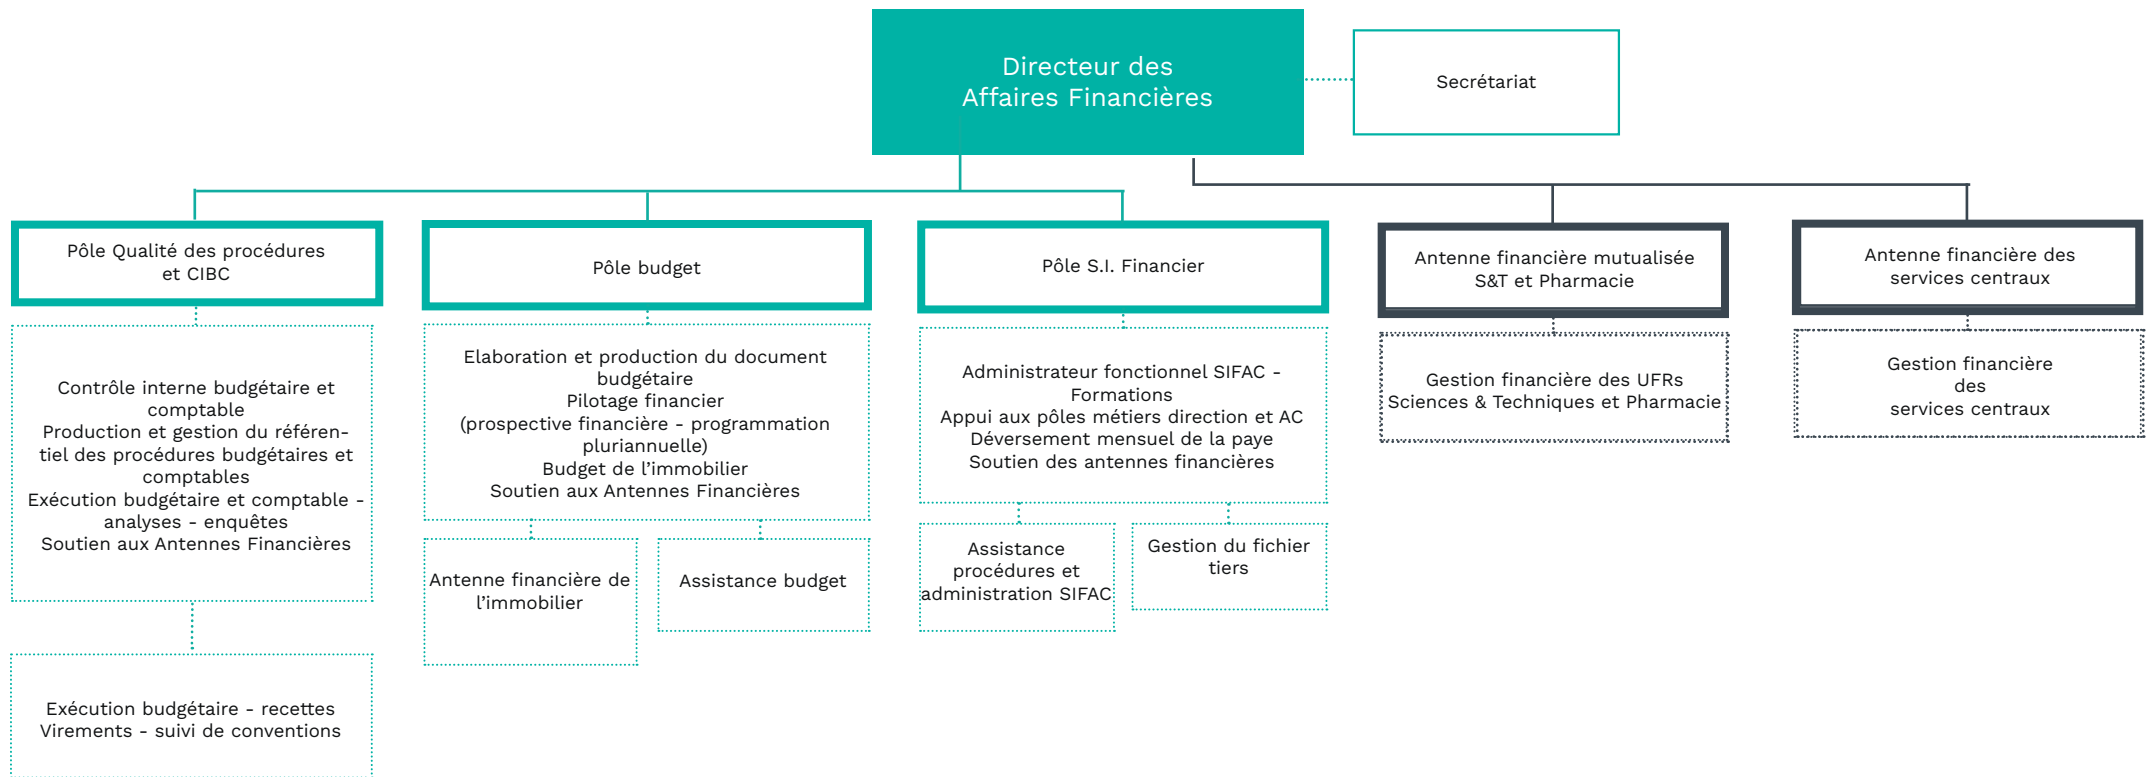 Directeur des
Affaires Financières
Secrétariat
Pôle Qualité des procédures
et CIBC
Pôle budget
Pôle S.I. Financier
Antenne financière mutualisée
S&T et Pharmacie
Antenne financière des
services centraux
Contrôle interne budgétaire et
comptable
Production et gestion du référen-
tiel des procédures budgétaires et
comptables
Exécution budgétaire et comptable -
analyses - enquêtes
Soutien aux Antennes Financières
Elaboration et production du document
budgétaire
Pilotage financier
(prospective financière - programmation
pluriannuelle)
Budget de l’immobilier
Soutien aux Antennes Financières
Administrateur fonctionnel SIFAC -
Formations
Appui aux pôles métiers direction et AC
Déversement mensuel de la paye
Soutien des antennes financières
Gestion financière des UFRs
Sciences & Techniques et Pharmacie
Gestion financière
des
services centraux
Antenne financière de
l’immobilier
Assistance budget
Assistance
procédures et
administration SIFAC
Gestion du fichier
tiers
Exécution budgétaire - recettes
Virements - suivi de conventions